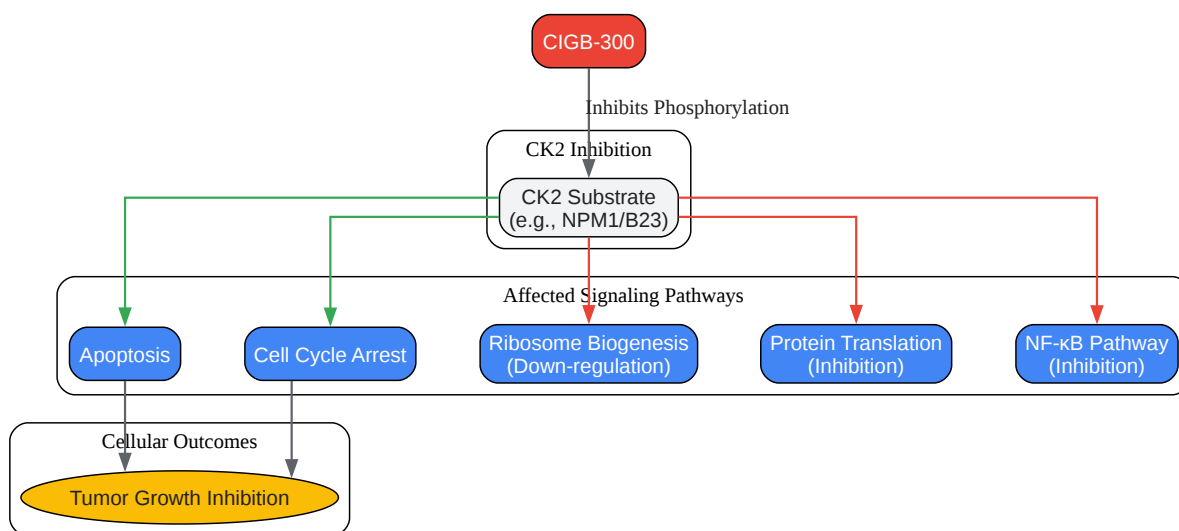 CIGB-300
Inhibits Phosphorylation
CK2 Inhibition
CK2 Substrate
(e.g., NPM1/B23)
Affected Signaling Pathways
Apoptosis
Cell Cycle Arrest
Ribosome Biogenesis
(Down-regulation)
Protein Translation
(Inhibition)
NF-κB Pathway
(Inhibition)
Cellular Outcomes
Tumor Growth Inhibition